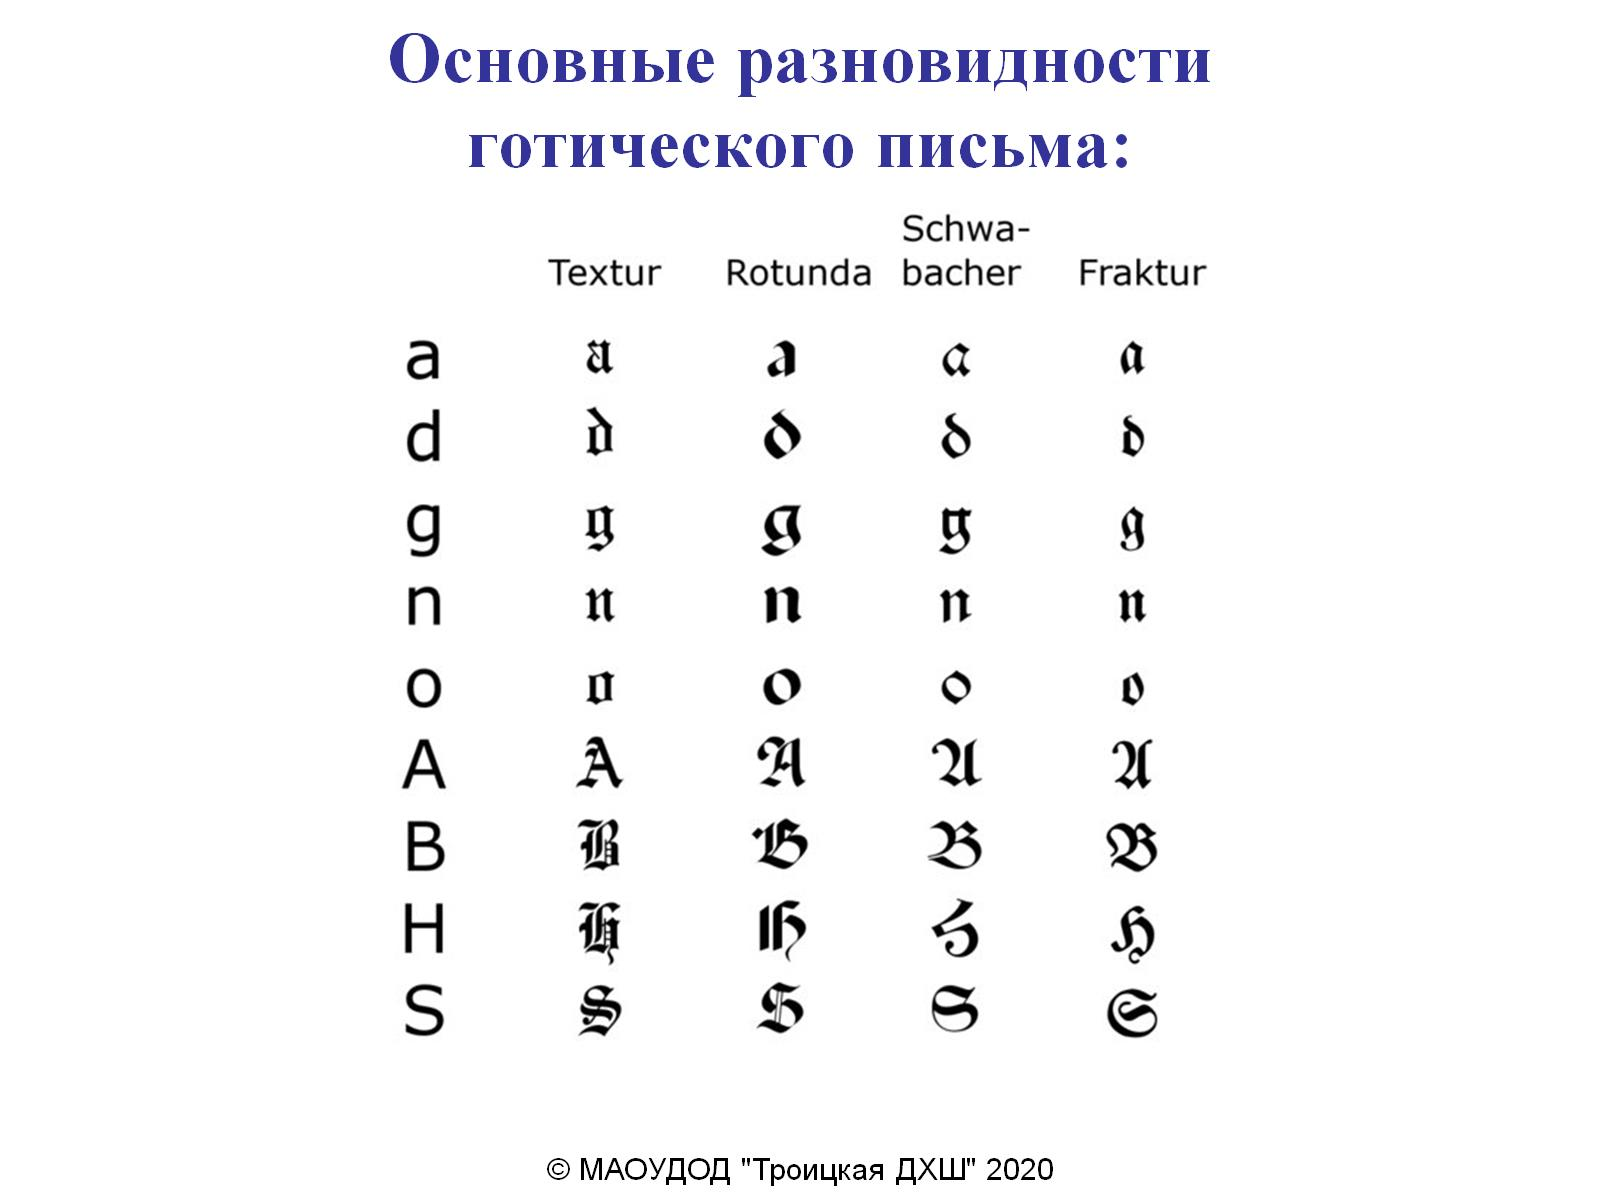 Основные разновидности
готического письма:
Schwa-
Textur Rotunda bacher Fraktur
a a a a a
d d d d d
g g g g g
n n n n n
o o o o o
A A A A A
B B B B B
H H H H H
S S S S S
© МАОУДОД "Троицкая ДХШ" 2020